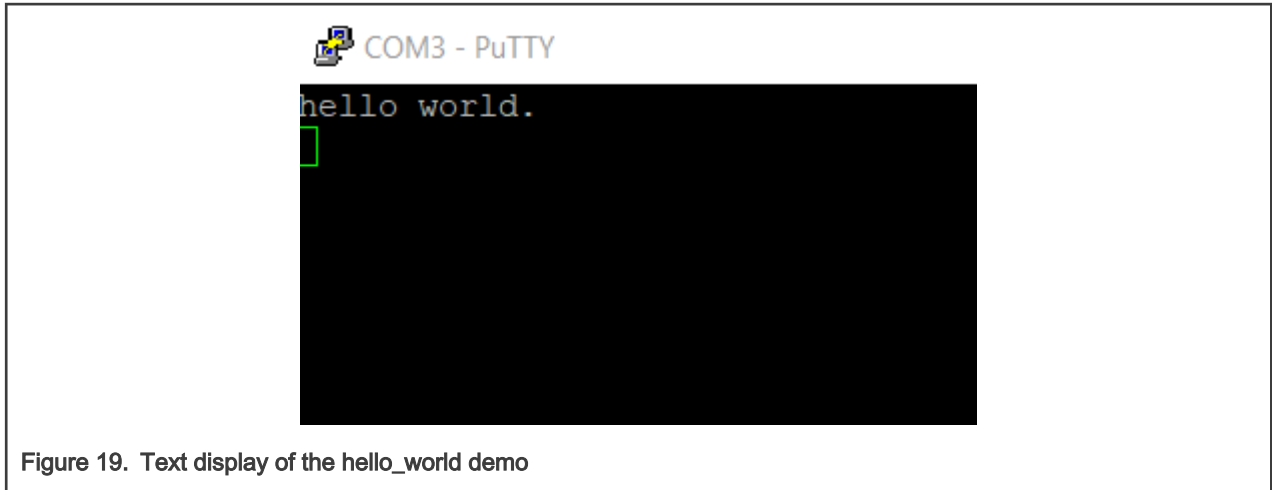 COM3 - PuTTY
hello world.
Figure 19. Text display of the hello_world demo